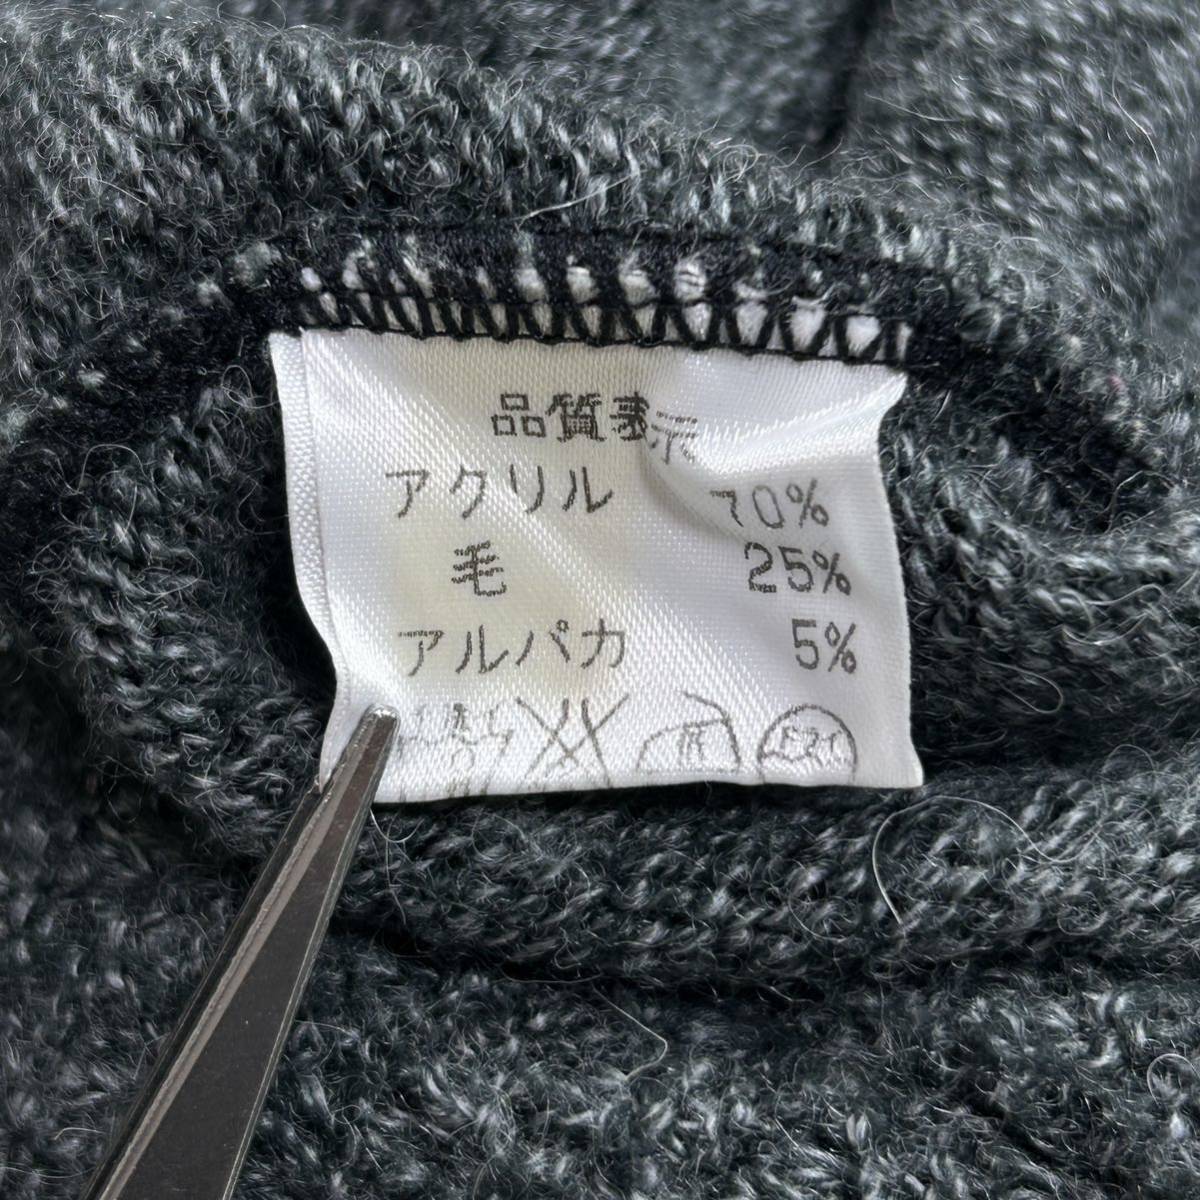 品質表示
アクリル 70%
毛 25%
アルパカ 5%